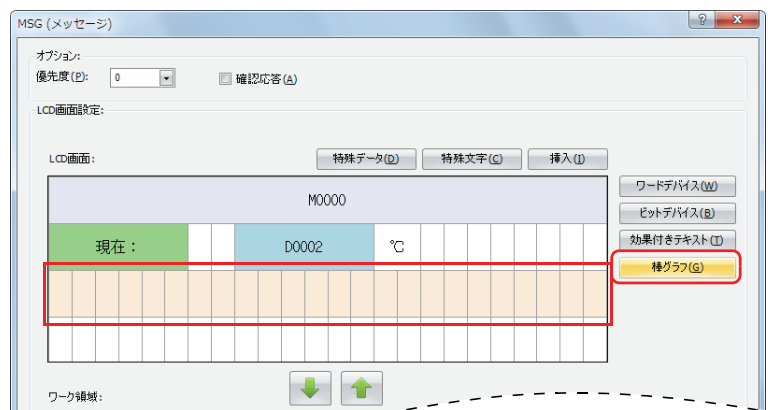 MSG (メッセージ)
オプション:
優先度(P): 0 確認応答(A)
LCD画面設定:
LCD画面: 特殊データ(D) 特殊文字(C) 挿入(I)
M0000
ワードデバイス(W)
ビットデバイス(B)
現在： D0002 ℃
効果付きテキスト(T)
棒グラフ(G)
ワーク領域: